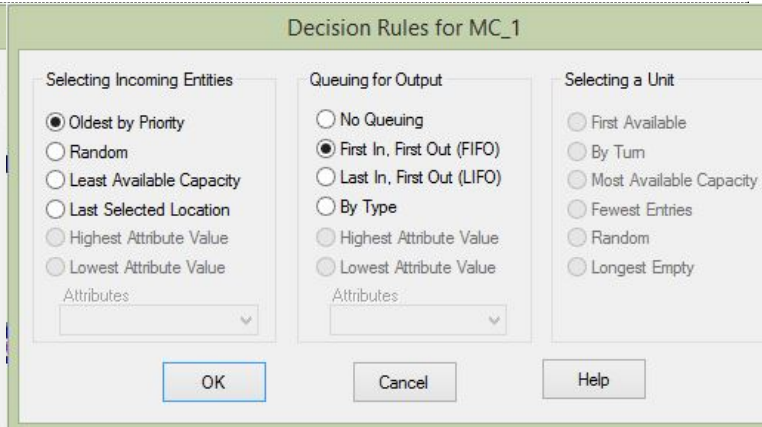 Decision Rules for MC_1
Selecting Incoming Entities
Oldest by Priority
Random
Least Available Capacity
Last Selected Location
Highest Attribute Value
Lowest Attribute Value
Attributes
Queuing for Output
No Queuing
First In, First Out (FIFO)
Last In, First Out (LIFO)
By Type
Highest Attribute Value
Lowest Attribute Value
Attributes
Selecting a Unit
First Available
By Turn
Most Available Capacity
Fewest Entries
Random
Longest Empty
OK
Cancel
Help